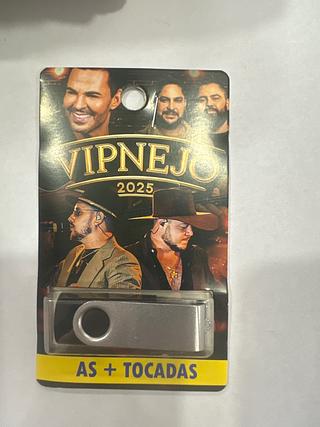 VIPNEJO
2025
AS + TOCADAS